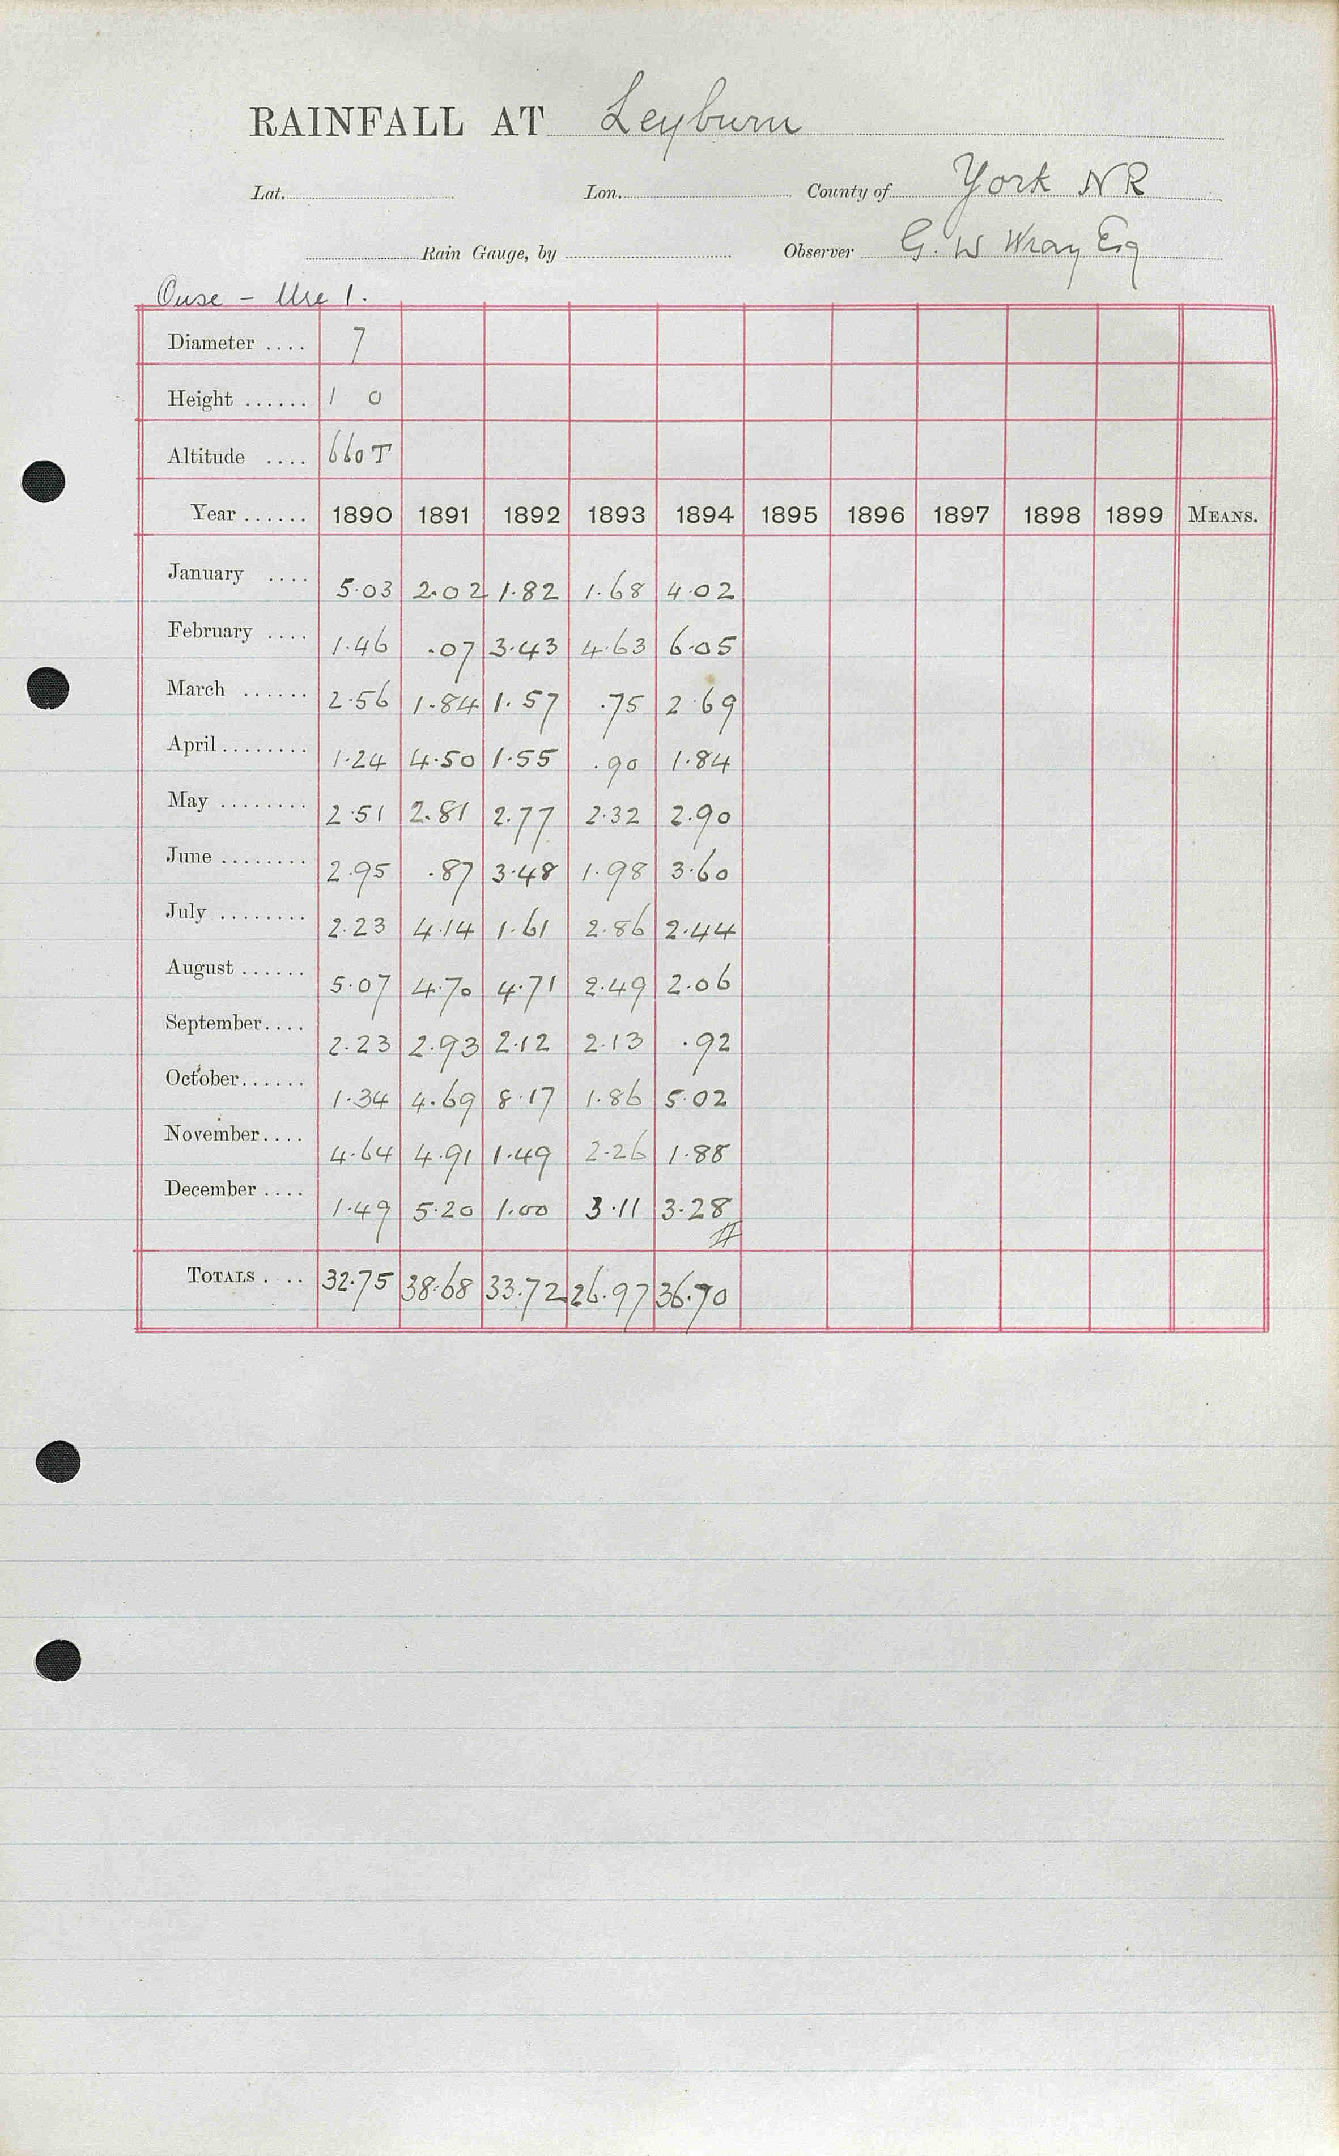 RAINFALL AT Leyburn
Lat. Lon. County of York NR
Rain Gauge, by Observer G. W Wray Esq
Ouse - Ure 1.
Diameter .... 7
Height ...... 1 0
Altitude .... 660 T
Year ...... 1890 1891 1892 1893 1894 1895 1896 1897 1898 1899 MEANS.
January .... 5.03 2.02 1.82 1.68 4.02
February .... 1.46 .07 3.43 4.63 6.05
March ...... 2.56 1.84 1.57 .75 2.69
April ........ 1.24 4.50 1.55 .90 1.84
May ........ 2.51 2.81 2.77 2.32 2.90
June ........ 2.95 .87 3.48 1.98 3.60
July ........ 2.23 4.14 1.61 2.86 2.44
August ...... 5.07 4.70 4.71 2.49 2.06
September.... 2.23 2.93 2.12 2.13 .92
October...... 1.34 4.69 8.17 1.86 5.02
November.... 4.64 4.91 1.49 2.26 1.88
December .... 1.49 5.20 1.00 3.11 3.28
#
TOTALS . .. 32.75 38.68 33.72 26.97 36.70